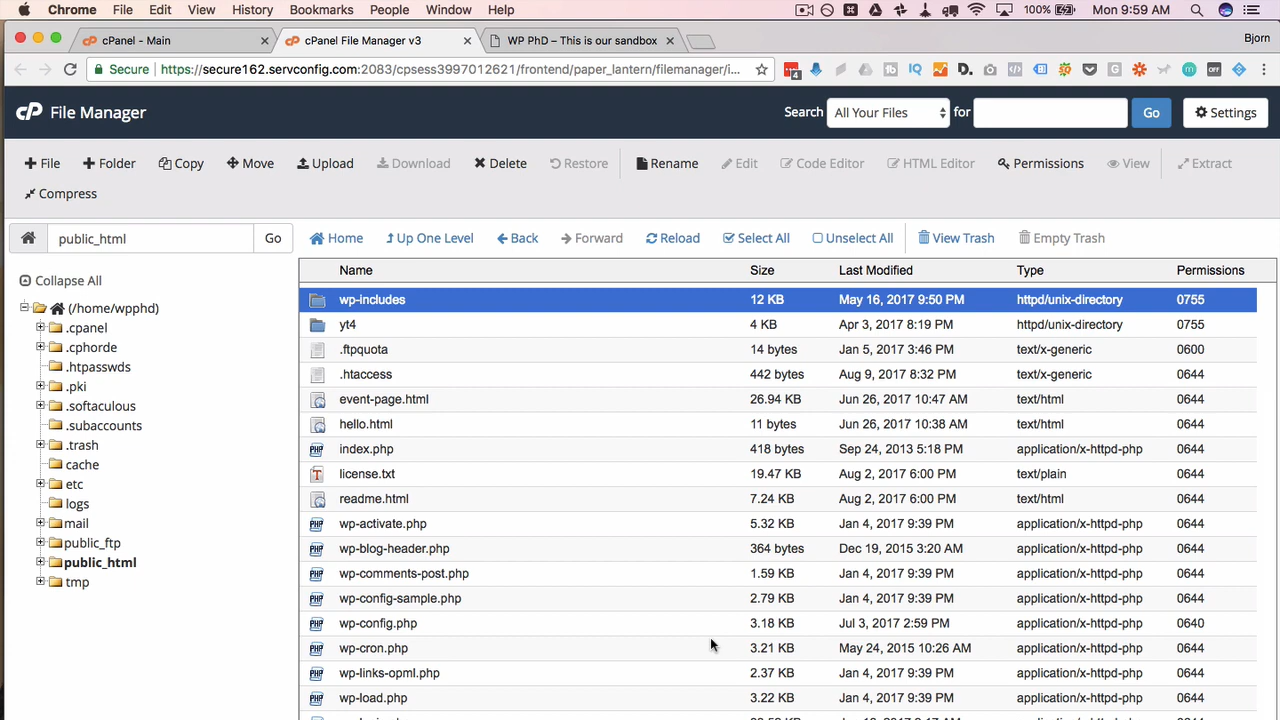 Chrome File Edit View History Bookmarks People Window Help 100% Mon 9:59 AM
cPanel - Main cPanel File Manager v3 WP PhD – This is our sandbox Bjorn
Secure https://secure162.servconfig.com:2083/cpsess3997012621/frontend/paper_lantern/filemanager/i...
File Manager Search All Your Files for Go Settings
File Folder Copy Move Upload Download Delete Restore Rename Edit Code Editor HTML Editor Permissions View Extract
Compress
public_html Go Home Up One Level Back Forward Reload Select All Unselect All View Trash Empty Trash
Collapse All
(/home/wpphd)
.cpanel
.cphorde
.htpasswds
.pki
.softaculous
.subaccounts
.trash
cache
etc
logs
mail
public_ftp
public_html
tmp
Name Size Last Modified Type Permissions
wp-includes 12 KB May 16, 2017 9:50 PM httpd/unix-directory 0755
yt4 4 KB Apr 3, 2017 8:19 PM httpd/unix-directory 0755
.ftpquota 14 bytes Jan 5, 2017 3:46 PM text/x-generic 0600
.htaccess 442 bytes Aug 9, 2017 8:32 PM text/x-generic 0644
event-page.html 26.94 KB Jun 26, 2017 10:47 AM text/html 0644
hello.html 11 bytes Jun 26, 2017 10:38 AM text/html 0644
index.php 418 bytes Sep 24, 2013 5:18 PM application/x-httpd-php 0644
license.txt 19.47 KB Aug 2, 2017 6:00 PM text/plain 0644
readme.html 7.24 KB Aug 2, 2017 6:00 PM text/html 0644
wp-activate.php 5.32 KB Jan 4, 2017 9:39 PM application/x-httpd-php 0644
wp-blog-header.php 364 bytes Dec 19, 2015 3:20 AM application/x-httpd-php 0644
wp-comments-post.php 1.59 KB Jan 4, 2017 9:39 PM application/x-httpd-php 0644
wp-config-sample.php 2.79 KB Jan 4, 2017 9:39 PM application/x-httpd-php 0644
wp-config.php 3.18 KB Jul 3, 2017 2:59 PM application/x-httpd-php 0640
wp-cron.php 3.21 KB May 24, 2015 10:26 AM application/x-httpd-php 0644
wp-links-opml.php 2.37 KB Jan 4, 2017 9:39 PM application/x-httpd-php 0644
wp-load.php 3.22 KB Jan 4, 2017 9:39 PM application/x-httpd-php 0644